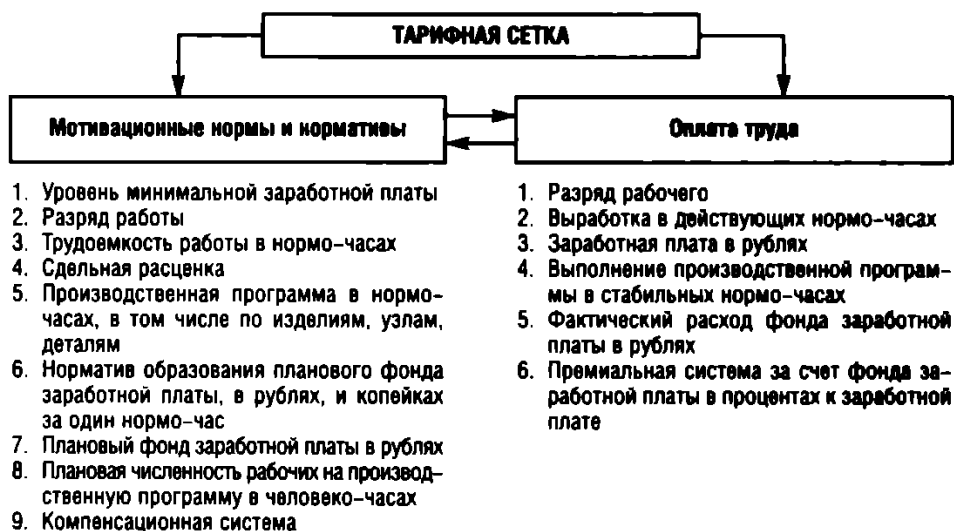 ТАРИФНАЯ СЕТКА
Мотивационные нормы и нормативы
1. Уровень минимальной заработной платы
2. Разряд работы
3. Трудоемкость работы в нормо-часах
4. Сдельная расценка
5. Производственная программа в нормо-
часах, в том числе по изделиям, узлам,
деталям
6. Норматив образования планового фонда
заработной платы, в рублях, и копейках
за один нормо-час
7. Плановый фонд заработной платы в рублях
8. Плановая численность рабочих на производ-
ственную программу в человеко-часах
9. Компенсационная система
Оплата труда
1. Разряд рабочего
2. Выработка в действующих нормо-часах
3. Заработная плата в рублях
4. Выполнение производственной програм-
мы в стабильных нормо-часах
5. Фактический расход фонда заработной
платы в рублях
6. Премиальная система за счет фонда за-
работной платы в процентах к заработной
плате